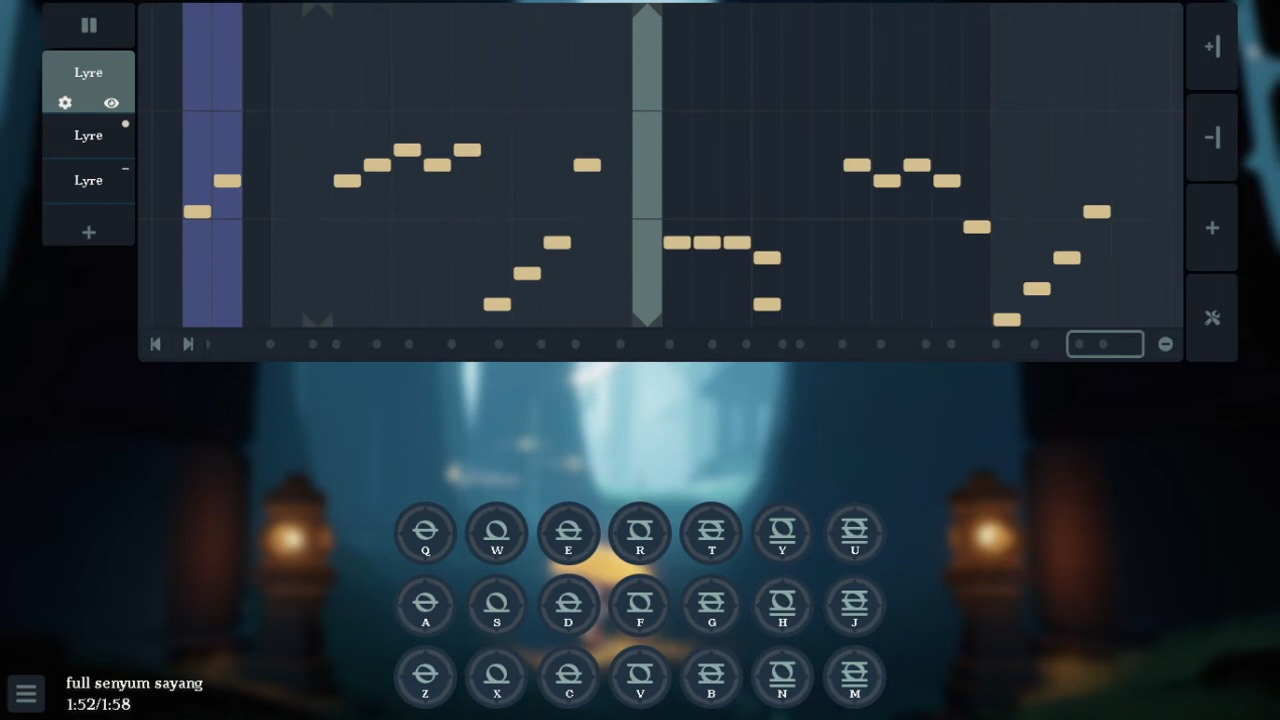 Lyre
Lyre
Lyre
Q W E R T Y U
A S D F G H J
Z X C V B N M
full senyum sayang
1:52/1:58